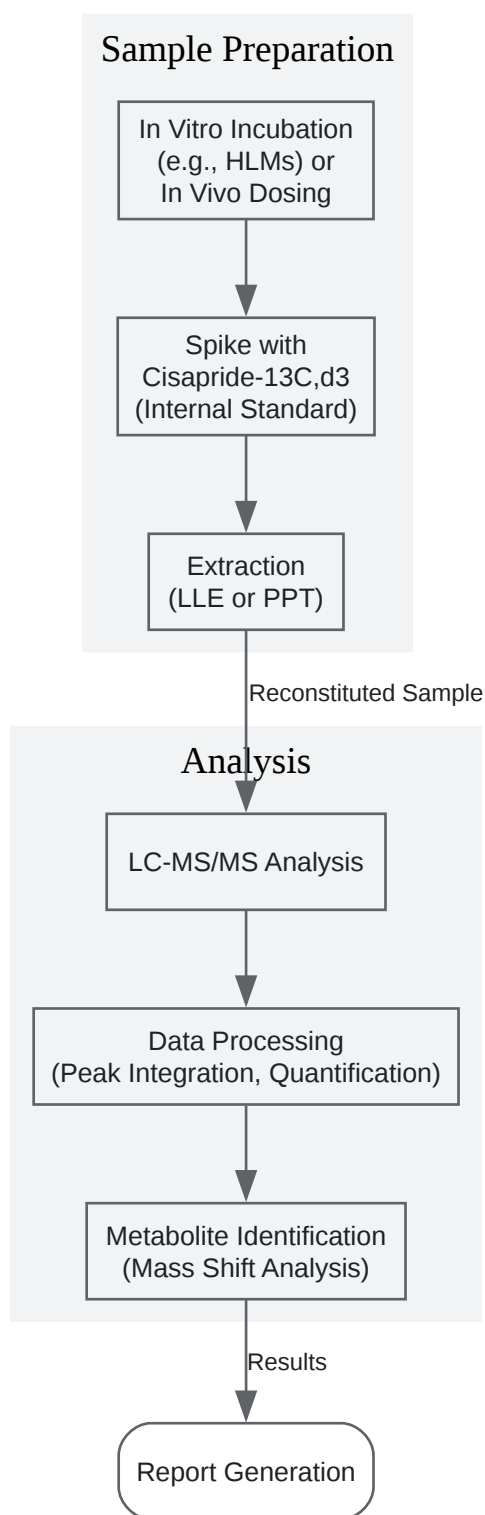 Sample Preparation
In Vitro Incubation
(e.g., HLMs) or
In Vivo Dosing
Spike with
Cisapride-13C,d3
(Internal Standard)
Extraction
(LLE or PPT)
Reconstituted Sample
Analysis
LC-MS/MS Analysis
Data Processing
(Peak Integration, Quantification)
Metabolite Identification
(Mass Shift Analysis)
Results
Report Generation